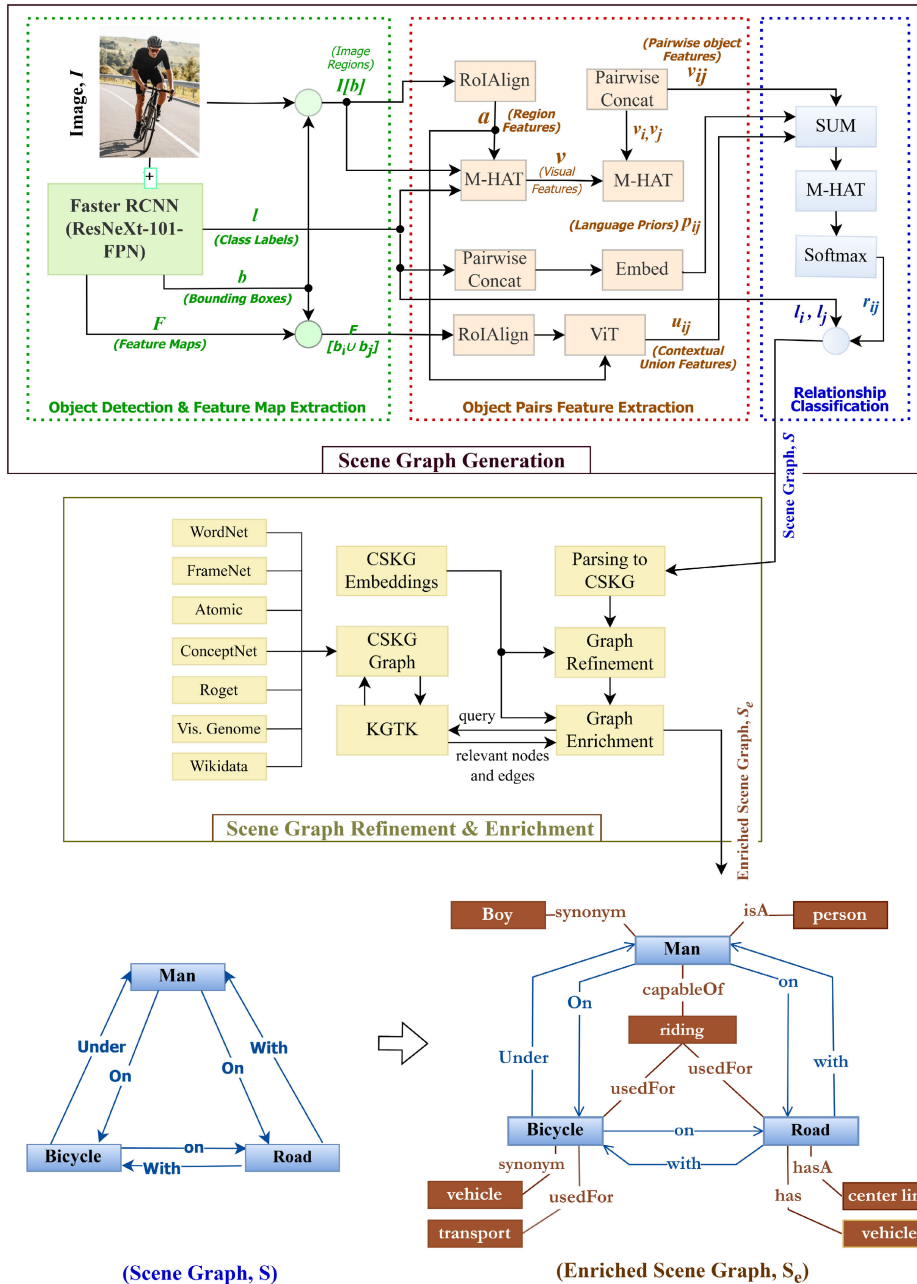 Image, I
+
Faster RCNN
(ResNeXt-101-
FPN)
(Image
Regions)
I[b]
l
(Class Labels)
b
(Bounding Boxes)
F
(Feature Maps)
F
[b_i ∪ b_j]
Object Detection & Feature Map Extraction
RoIAlign
a
(Region
Features)
M-HAT
v
(Visual
Features)
(Pairwise object
Features)
Pairwise
Concat
v_ij
v_i, v_j
M-HAT
(Language Priors) p_ij
Pairwise
Concat
Embed
RoIAlign
ViT
u_ij
(Contextual
Union Features)
Object Pairs Feature Extraction
SUM
M-HAT
Softmax
r_ij
l_i, l_j
Relationship
Classification
Scene Graph Generation
Scene Graph, S
WordNet
FrameNet
Atomic
ConceptNet
Roget
Vis. Genome
Wikidata
CSKG
Embeddings
CSKG
Graph
KGTK
Parsing to
CSKG
Graph
Refinement
Graph
Enrichment
query
relevant nodes
and edges
Scene Graph Refinement & Enrichment
Enriched Scene Graph, S_e
Man
Under
On
On
With
Bicycle
on
With
Road
(Scene Graph, S)
Boy
synonym
isA
person
Man
On
capableOf
on
riding
Under
usedFor
usedFor
with
Bicycle
on
Road
with
synonym
usedFor
hasA
has
vehicle
center lin
transport
vehicle
(Enriched Scene Graph, S_e)